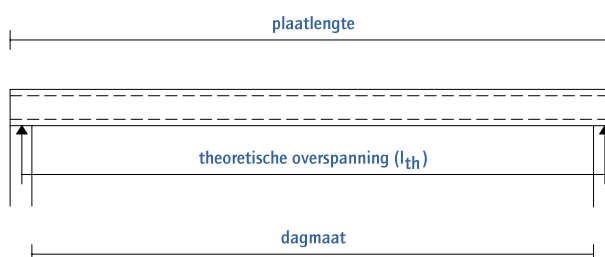 plaatlengte
theoretische overspanning (lth)
dagmaat